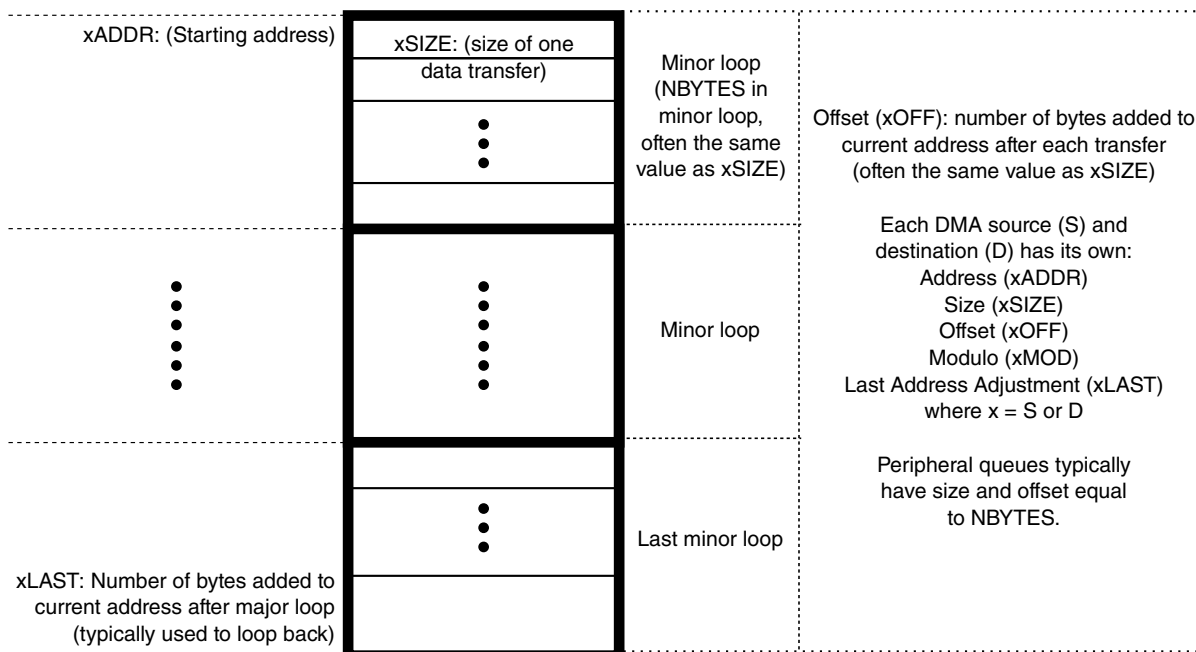 xADDR: (Starting address)
xSIZE: (size of one
data transfer)
Minor loop
(NBYTES in
minor loop,
often the same
value as xSIZE)
Offset (xOFF): number of bytes added to
current address after each transfer
(often the same value as xSIZE)
Each DMA source (S) and
destination (D) has its own:
Address (xADDR)
Size (xSIZE)
Offset (xOFF)
Modulo (xMOD)
Last Address Adjustment (xLAST)
where x = S or D
Peripheral queues typically
have size and offset equal
to NBYTES.
Minor loop
Last minor loop
xLAST: Number of bytes added to
current address after major loop
(typically used to loop back)